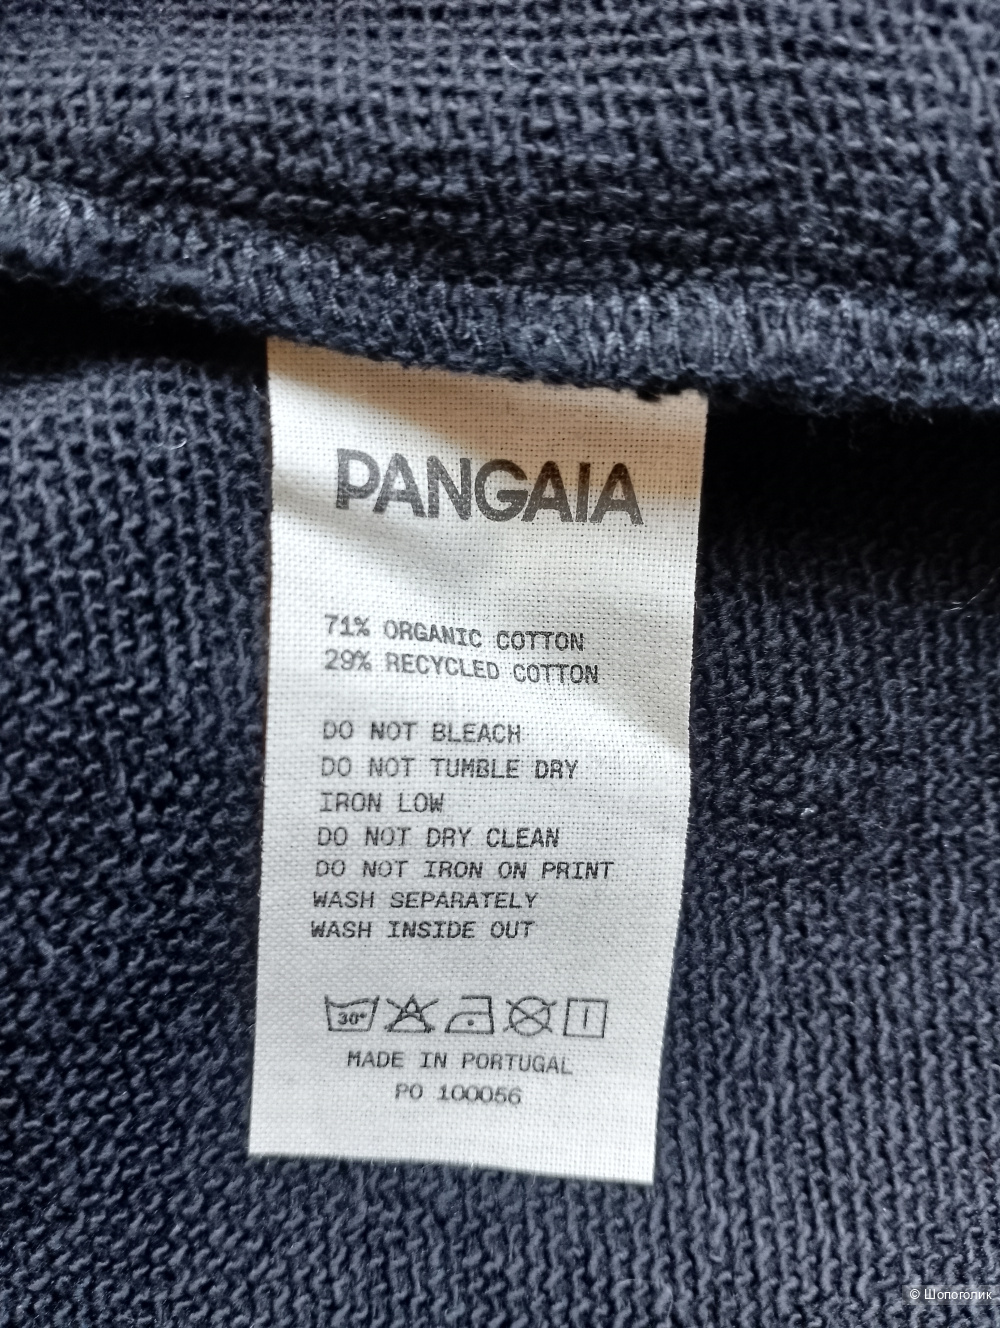 PANGAIA
71% ORGANIC COTTON
29% RECYCLED COTTON
DO NOT BLEACH
DO NOT TUMBLE DRY
IRON LOW
DO NOT DRY CLEAN
DO NOT IRON ON PRINT
WASH SEPARATELY
WASH INSIDE OUT
30°
MADE IN PORTUGAL
PO 100056
© Шопоголик